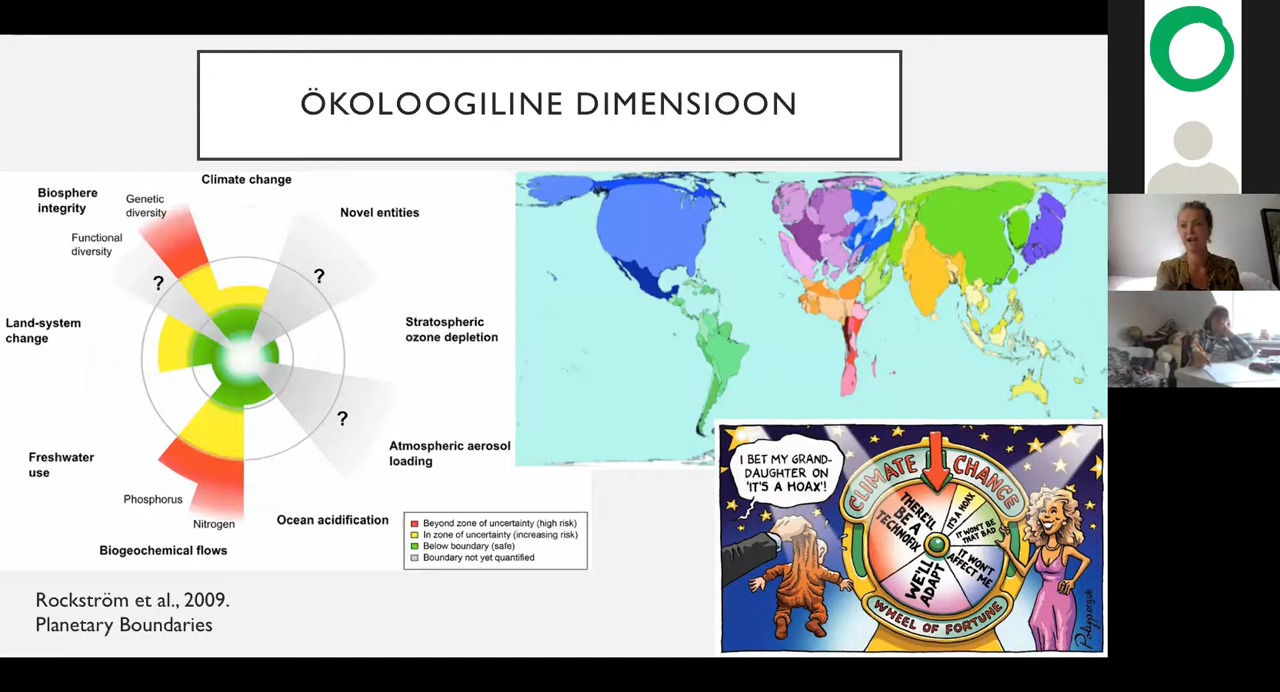 ÖKOLOOGILINE DIMENSIOON
Climate change
Biosphere
integrity
Genetic
diversity
Novel entities
Functional
diversity
?
?
Land-system
change
Stratospheric
ozone depletion
?
Atmospheric aerosol
loading
Freshwater
use
Phosphorus
Nitrogen
Ocean acidification
Biogeochemical flows
Beyond zone of uncertainty (high risk)
In zone of uncertainty (increasing risk)
Below boundary (safe)
Boundary not yet quantified
Rockström et al., 2009.
Planetary Boundaries
I BET MY GRAND-
DAUGHTER ON
'IT'S A HOAX'!
CLIMATE CHANCE
THERE'LL
BE A
TECHNOFIX
IT'S A HOAX
IT WON'T BE
THAT BAD
IT WON'T
AFFECT ME
WE'LL
ADAPT
WHEEL OF FORTUNE
Polyp.org.uk